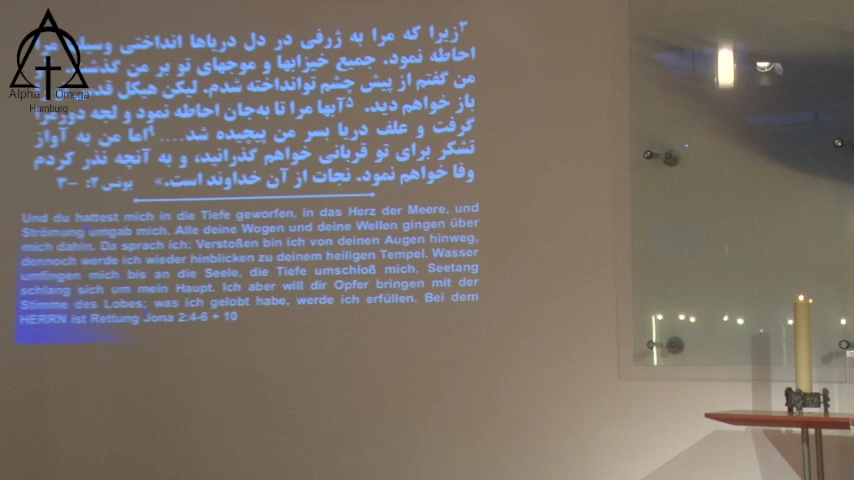 Alpha Omega
Hamburg
۳زیرا که مرا به ژرفی در دل دریاها انداختی وسیلها مرا
احاطه نمود. جمیع خیزابها و موجهای تو بر من گذشت.
من گفتم از پیش چشم توانداخته شدم. لیکن هیکل قدس
باز خواهم دید. ۵آبها مرا تا به‌جان احاطه نمود و لجه دورمرا
گرفت و علف دریا بسر من پیچیده شد....۹اما من به آواز
تشکر برای تو قربانی خواهم گذرانید، و به آنچه نذر کردم
وفا خواهم نمود. نجات از آن خداوند است.» یونس۲: ۳-
Und du hattest mich in die Tiefe geworfen, in das Herz der Meere, und
Strömung umgab mich. Alle deine Wogen und deine Wellen gingen über
mich dahin. Da sprach ich: Verstoßen bin ich von deinen Augen hinweg,
dennoch werde ich wieder hinblicken zu deinem heiligen Tempel. Wasser
umfingen mich bis an die Seele, die Tiefe umschloß mich, Seetang
schlang sich um mein Haupt. Ich aber will dir Opfer bringen mit der
Stimme des Lobes; was ich gelobt habe, werde ich erfüllen. Bei dem
HERRN ist Rettung Jona 2:4-6 + 10